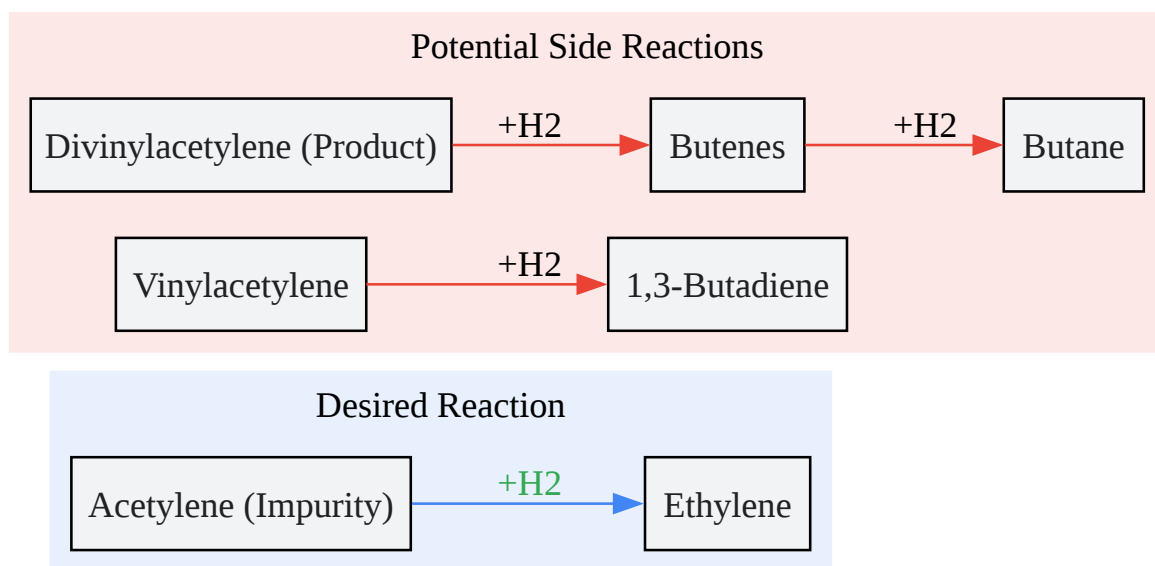 Potential Side Reactions
Divinylacetylene (Product)
+H2
Butenes
+H2
Butane
Vinylacetylene
+H2
1,3-Butadiene
Desired Reaction
Acetylene (Impurity)
+H2
Ethylene